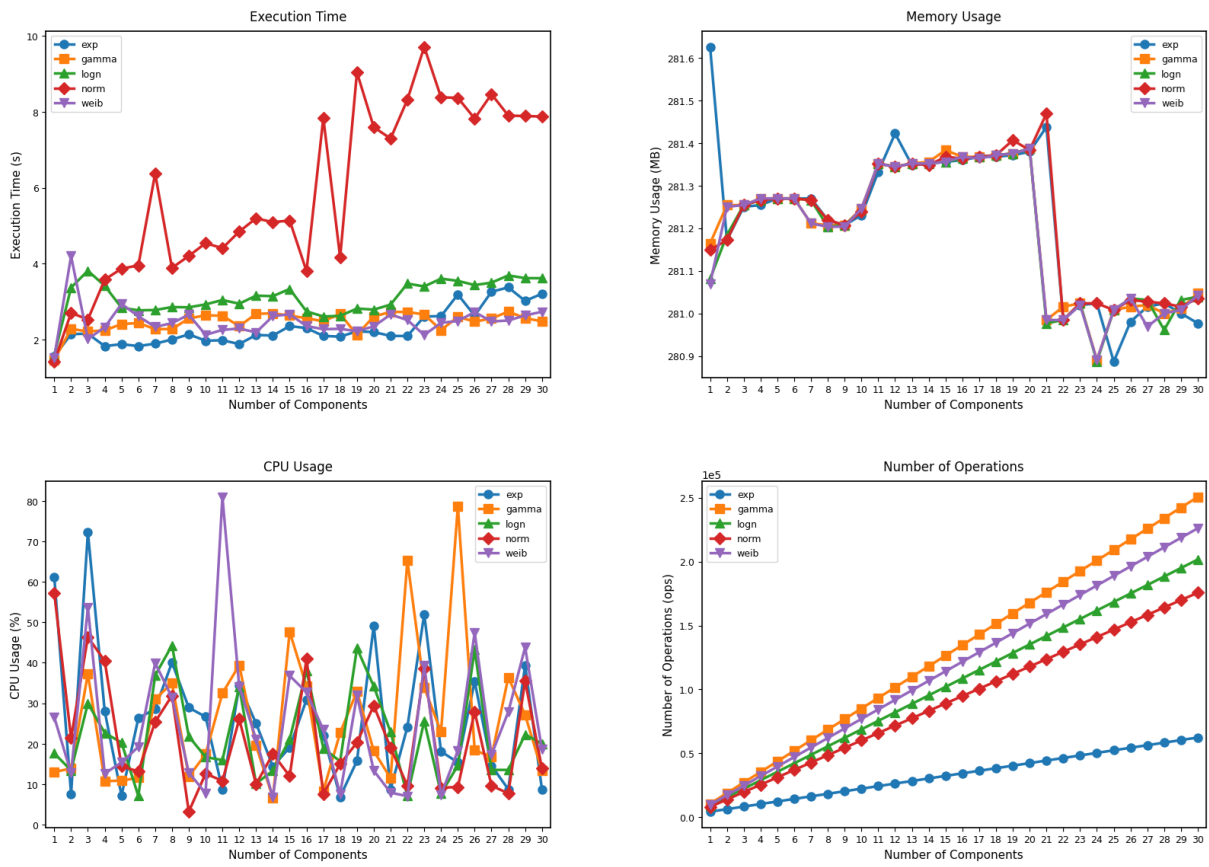 Execution Time
Execution Time (s)
10
8
6
4
2
exp
gamma
logn
norm
weib
1 2 3 4 5 6 7 8 9 10 11 12 13 14 15 16 17 18 19 20 21 22 23 24 25 26 27 28 29 30
Number of Components
Memory Usage
Memory Usage (MB)
281.6
281.5
281.4
281.3
281.2
281.1
281.0
280.9
exp
gamma
logn
norm
weib
1 2 3 4 5 6 7 8 9 10 11 12 13 14 15 16 17 18 19 20 21 22 23 24 25 26 27 28 29 30
Number of Components
CPU Usage
CPU Usage (%)
80
70
60
50
40
30
20
10
0
exp
gamma
logn
norm
weib
1 2 3 4 5 6 7 8 9 10 11 12 13 14 15 16 17 18 19 20 21 22 23 24 25 26 27 28 29 30
Number of Components
Number of Operations
1e5
Number of Operations (ops)
2.5
2.0
1.5
1.0
0.5
0.0
exp
gamma
logn
norm
weib
1 2 3 4 5 6 7 8 9 10 11 12 13 14 15 16 17 18 19 20 21 22 23 24 25 26 27 28 29 30
Number of Components